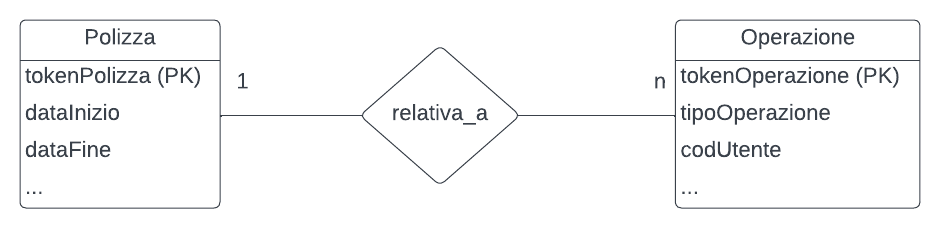 Polizza
tokenPolizza (PK)
dataInizio
dataFine
...
1
relativa_a
n
Operazione
tokenOperazione (PK)
tipoOperazione
codUtente
...